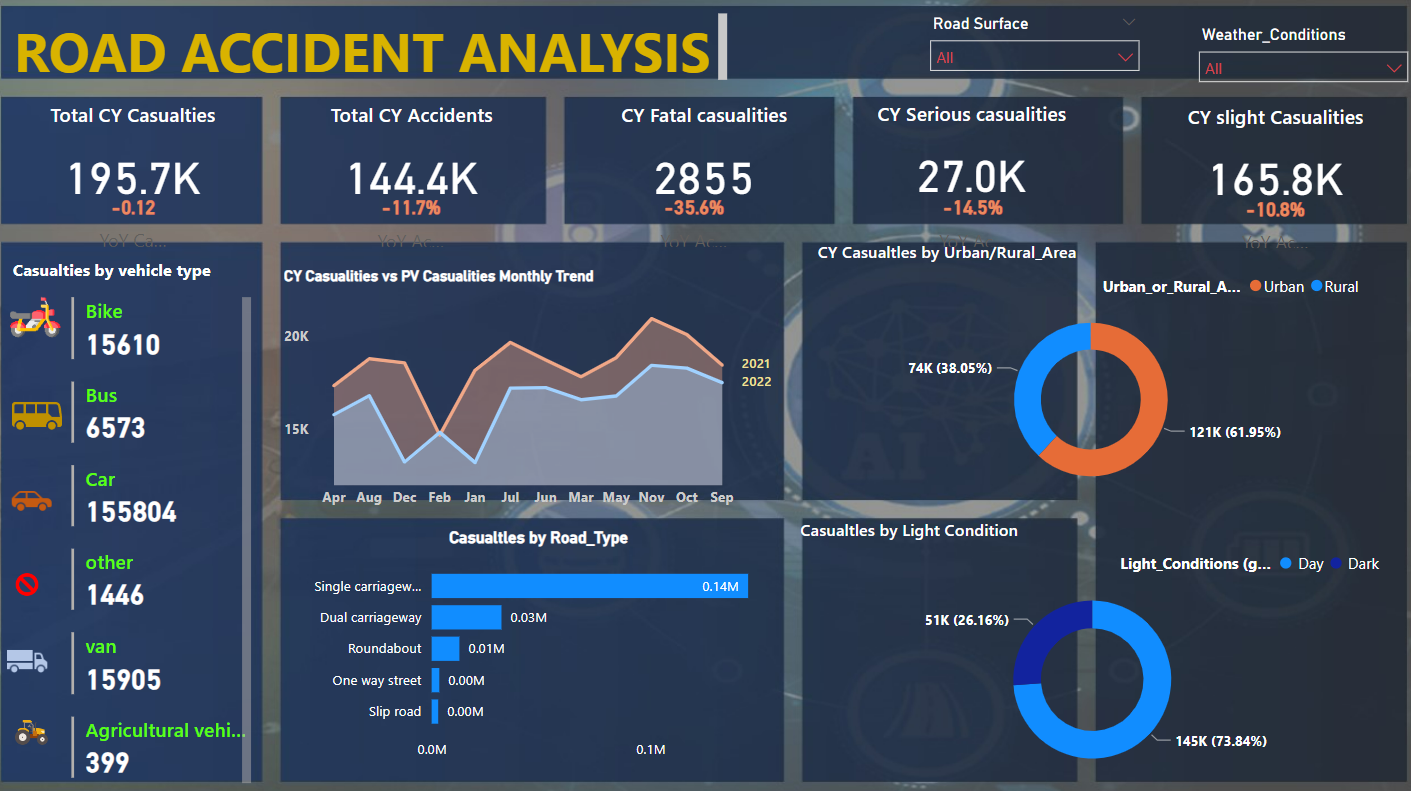 ROAD ACCIDENT ANALYSIS
Road Surface
All
Weather_Conditions
All
Total CY Casualties
195.7K
-0.12
YoY Ca...
Total CY Accidents
144.4K
-11.7%
YoY Ac...
CY Fatal casualities
2855
-35.6%
YoY Ac...
CY Serious casualities
27.0K
-14.5%
YoY Ac...
CY slight Casualities
165.8K
-10.8%
YoY Ac...
Casualties by vehicle type
Bike
15610
Bus
6573
Car
155804
other
1446
van
15905
Agricultural vehi...
399
CY Casualities vs PV Casualities Monthly Trend
20K
15K
2021
2022
Apr Aug Dec Feb Jan Jul Jun Mar May Nov Oct Sep
Casualtles by Road_Type
Single carriagew... 0.14M
Dual carriageway 0.03M
Roundabout 0.01M
One way street 0.00M
Slip road 0.00M
0.0M 0.1M
CY Casualtles by Urban/Rural_Area
Urban_or_Rural_A... Urban Rural
74K (38.05%)
121K (61.95%)
AI
Casualtles by Light Condition
Light_Conditions (g... Day Dark
51K (26.16%)
145K (73.84%)